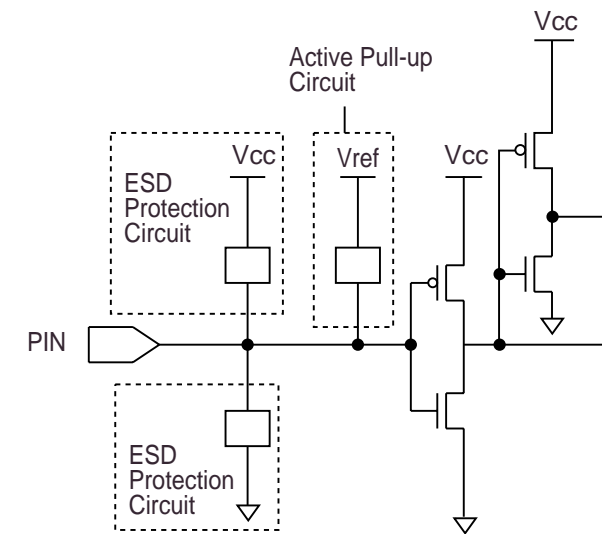 Vcc
Active Pull-up
Circuit
Vcc
Vref
Vcc
ESD
Protection
Circuit
PIN
ESD
Protection
Circuit